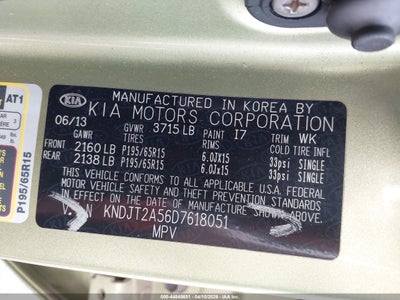 AT1
P195/65R15
KIA
MANUFACTURED IN KOREA BY
KIA MOTORS CORPORATION
06/13 GVWR 3715 LB PAINT I7 TRIM WK
GAWR TIRES RIMS COLD TIRE INFL
FRONT 2160 LB P195/65R15 6.0JX15 33psi SINGLE
REAR 2138 LB P195/65R15 6.0JX15 33psi SINGLE
THIS VEHICLE CONFORMS TO ALL APPLICABLE U.S.A FEDERAL
MOTOR VEHICLE SAFETY, BUMPER, AND THEFT PREVENTION STANDARDS
IN EFFECT ON THE DATE OF MANUFACTURE SHOWN ABOVE.
KNDJT2A56D7618051
MPV